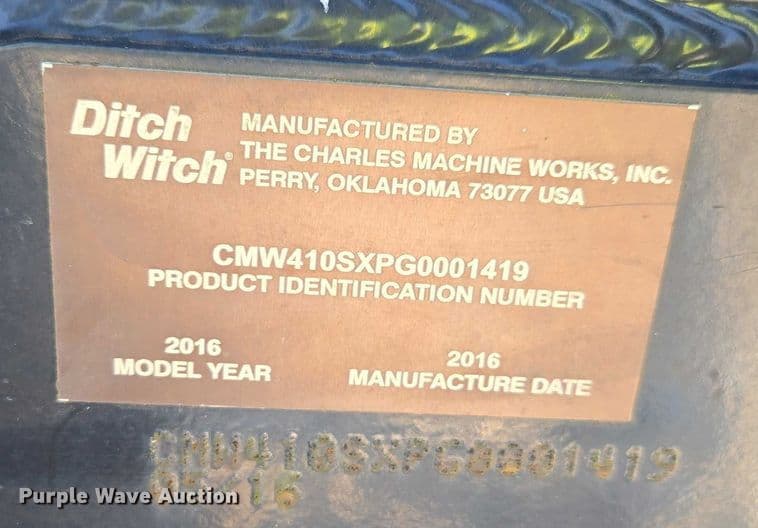 Ditch
Witch®
MANUFACTURED BY
THE CHARLES MACHINE WORKS, INC.
PERRY, OKLAHOMA 73077 USA
CMW410SXPG0001419
PRODUCT IDENTIFICATION NUMBER
2016
MODEL YEAR
2016
MANUFACTURE DATE
CMW410SXPG0001419
Purple Wave Auction